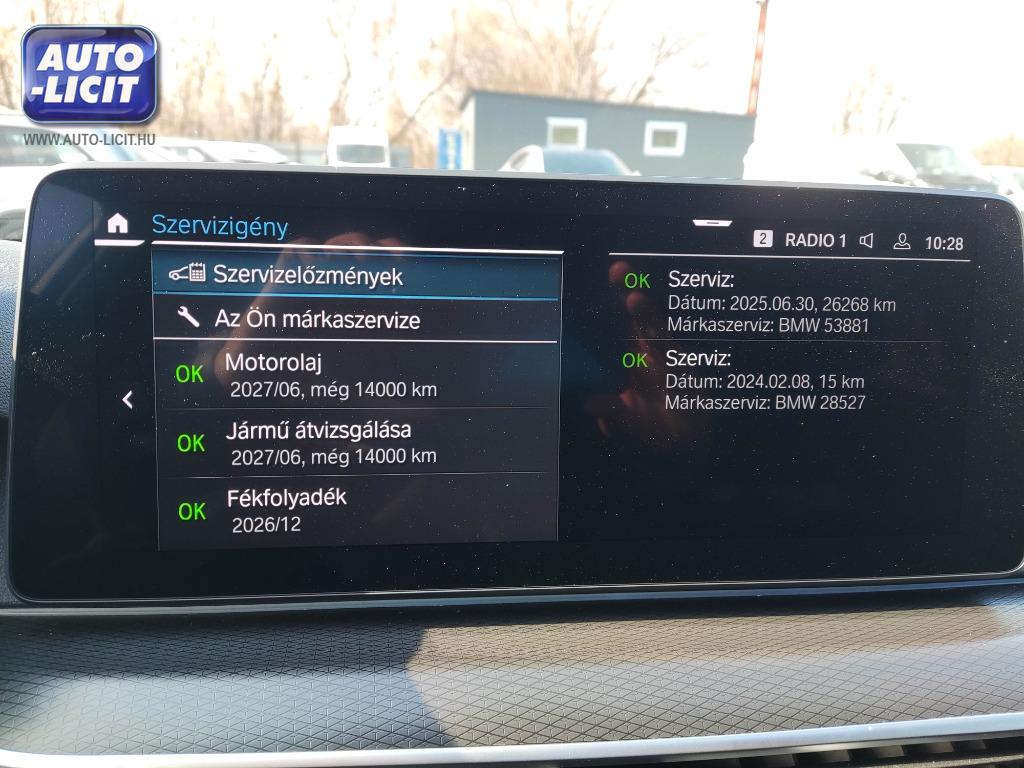 AUTO
-LICIT
WWW.AUTO-LICIT.HU
Szervizigény
2 RADIO 1 10:28
Szervizelőzmények
Az Ön márkaszervize
OK Motorolaj
2027/06, még 14000 km
OK Jármű átvizsgálása
2027/06, még 14000 km
OK Fékfolyadék
2026/12
OK Szerviz:
Dátum: 2025.06.30, 26268 km
Márkaszerviz: BMW 53881
OK Szerviz:
Dátum: 2024.02.08, 15 km
Márkaszerviz: BMW 28527